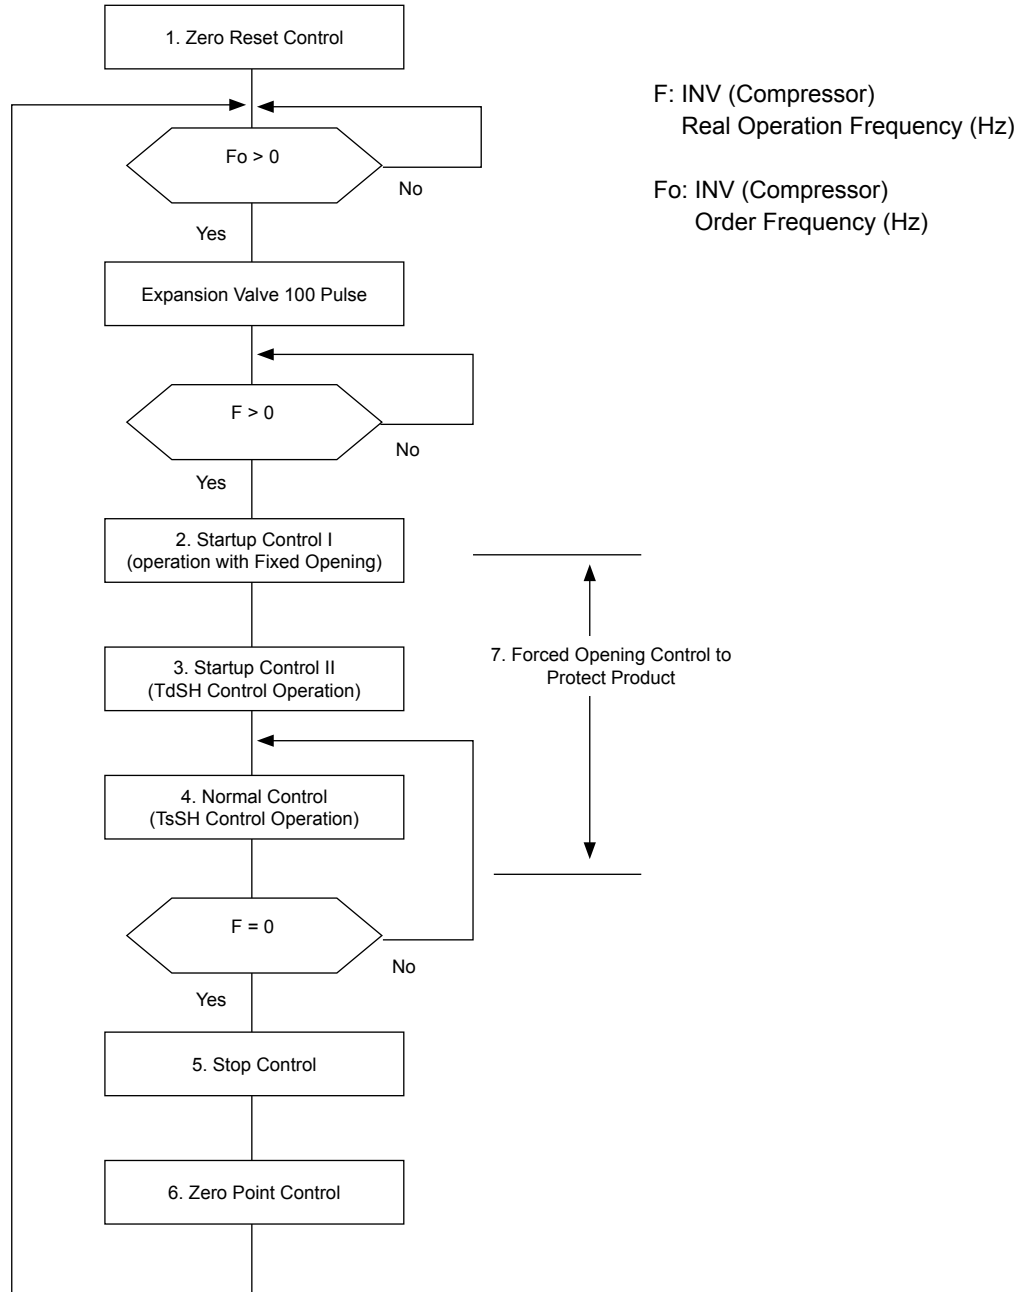 1. Zero Reset Control
F: INV (Compressor)
Real Operation Frequency (Hz)
Fo > 0
No
Fo: INV (Compressor)
Order Frequency (Hz)
Yes
Expansion Valve 100 Pulse
F > 0
No
Yes
2. Startup Control I
(operation with Fixed Opening)
7. Forced Opening Control to
Protect Product
3. Startup Control II
(TdSH Control Operation)
4. Normal Control
(TsSH Control Operation)
F = 0
No
Yes
5. Stop Control
6. Zero Point Control